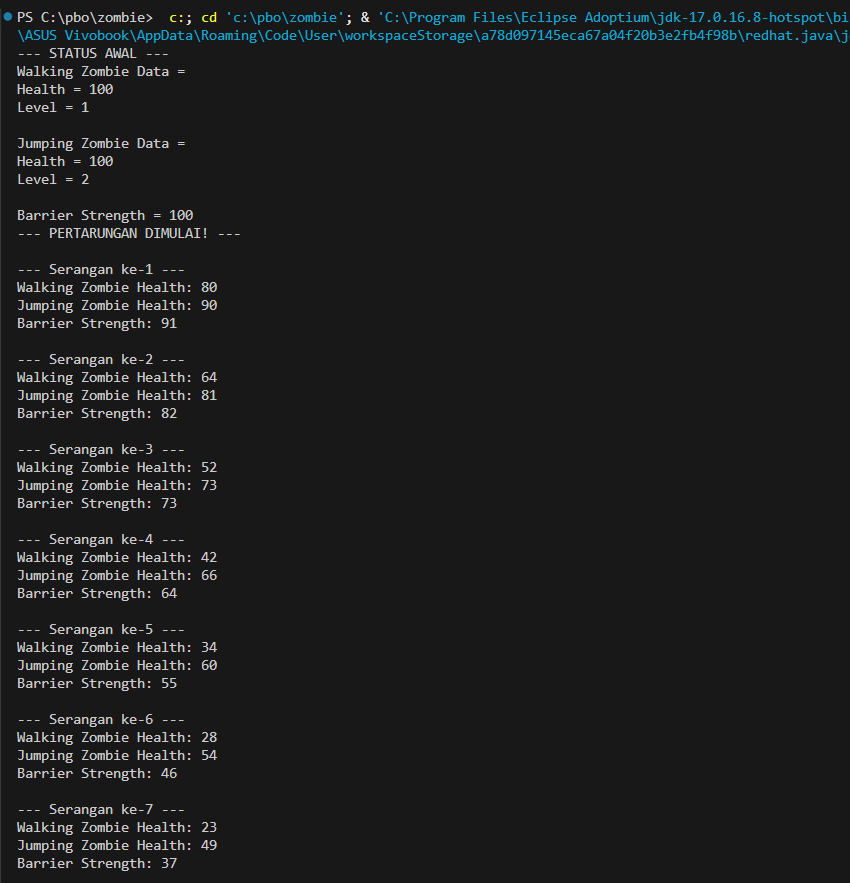 PS C:\pbo\zombie>  c:; cd 'c:\pbo\zombie'; & 'C:\Program Files\Eclipse Adoptium\jdk-17.0.16.8-hotspot\bi
\ASUS Vivobook\AppData\Roaming\Code\User\workspaceStorage\a78d097145eca67a04f20b3e2fb4f98b\redhat.java\j
--- STATUS AWAL ---
Walking Zombie Data =
Health = 100
Level = 1
Jumping Zombie Data =
Health = 100
Level = 2
Barrier Strength = 100
--- PERTARUNGAN DIMULAI! ---
--- Serangan ke-1 ---
Walking Zombie Health: 80
Jumping Zombie Health: 90
Barrier Strength: 91
--- Serangan ke-2 ---
Walking Zombie Health: 64
Jumping Zombie Health: 81
Barrier Strength: 82
--- Serangan ke-3 ---
Walking Zombie Health: 52
Jumping Zombie Health: 73
Barrier Strength: 73
--- Serangan ke-4 ---
Walking Zombie Health: 42
Jumping Zombie Health: 66
Barrier Strength: 64
--- Serangan ke-5 ---
Walking Zombie Health: 34
Jumping Zombie Health: 60
Barrier Strength: 55
--- Serangan ke-6 ---
Walking Zombie Health: 28
Jumping Zombie Health: 54
Barrier Strength: 46
--- Serangan ke-7 ---
Walking Zombie Health: 23
Jumping Zombie Health: 49
Barrier Strength: 37